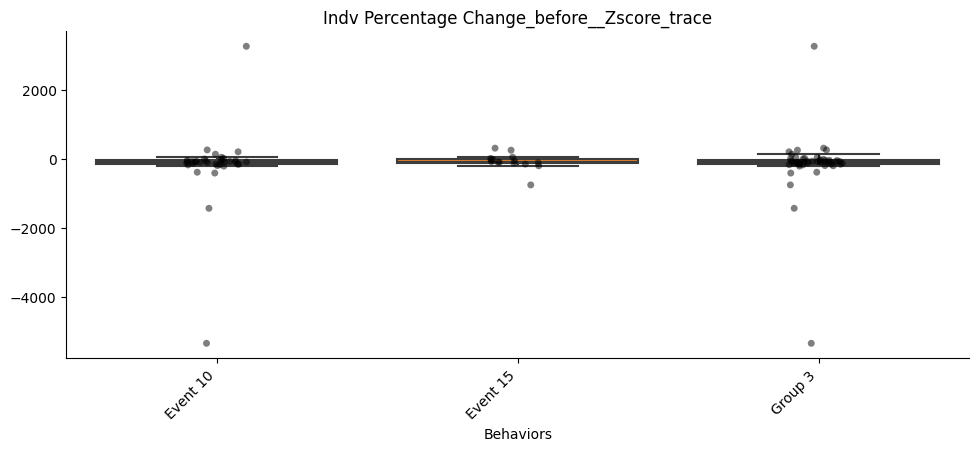 Indv Percentage Change_before__Zscore_trace
2000
0
−2000
−4000
Event 10
Event 15
Group 3
Behaviors